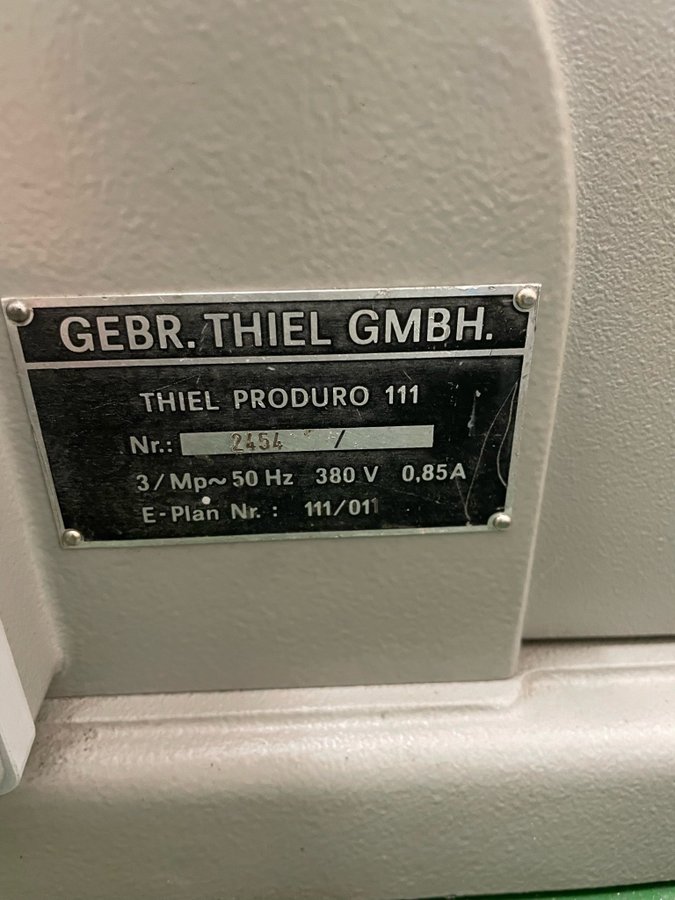 GEBR. THIEL GMBH.
THIEL PRODURO 111
Nr.: 2454 /
3/Mp~50 Hz 380 V 0,85A
E-Plan Nr. : 111/011